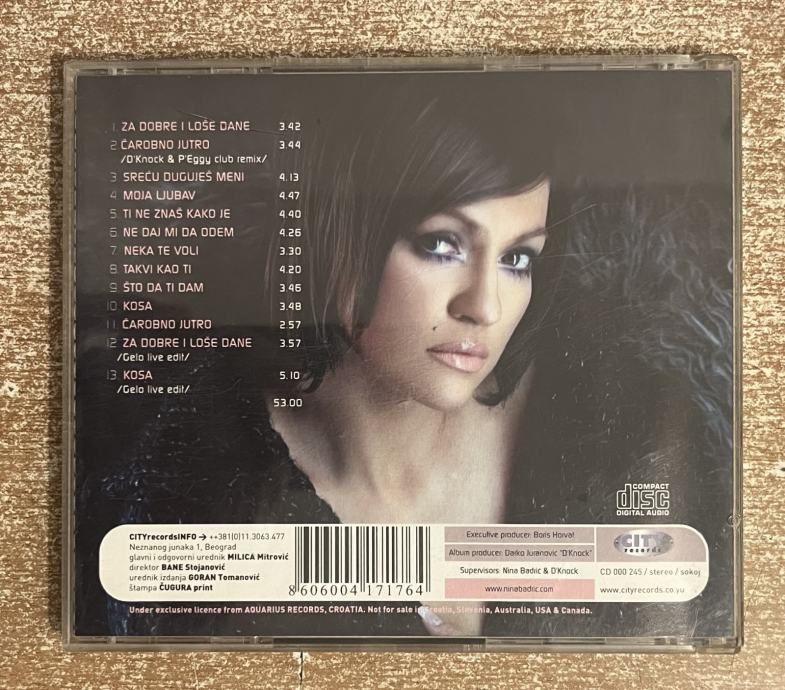 1 ZA DOBRE I LOŠE DANE 3.42
2 ČAROBNO JUTRO 3.44
/D'Knock & P'Eggy club remix/
3 SREĆU DUGUJEŠ MENI 4.13
4 MOJA LJUBAV 4.47
5 TI NE ZNAŠ KAKO JE 4.40
6 NE DAJ MI DA ODEM 4.26
7 NEKA TE VOLI 3.30
8 TAKVI KAO TI 4.20
9 ŠTO DA TI DAM 3.46
10 KOSA 3.48
11 ČAROBNO JUTRO 2.57
12 ZA DOBRE I LOŠE DANE 3.57
/Gelo live edit/
13 KOSA 5.10
/Gelo live edit/
53.00
COMPACT
disc
DIGITAL AUDIO
CITYrecordsINFO → ++381(0)11.3063.477
Neznanog junaka 1, Beograd
glavni i odgovorni urednik MILICA Mitrović
direktor BANE Stojanović
urednik izdanja GORAN Tomanović
štampa ČUGURA print
8 606004 171764
Executive producer: Boris Horvat
Album producer: Darko Juranovic "D'Knock"
Supervisors: Nina Badrić & D'Knock
www.ninabadric.com
CITY
records
CD 000 245 / stereo / sokoj
www.cityrecords.co.yu
Under exclusive licence from AQUARIUS RECORDS, CROATIA. Not for sale in Croatia, Slovenia, Australia, USA & Canada.